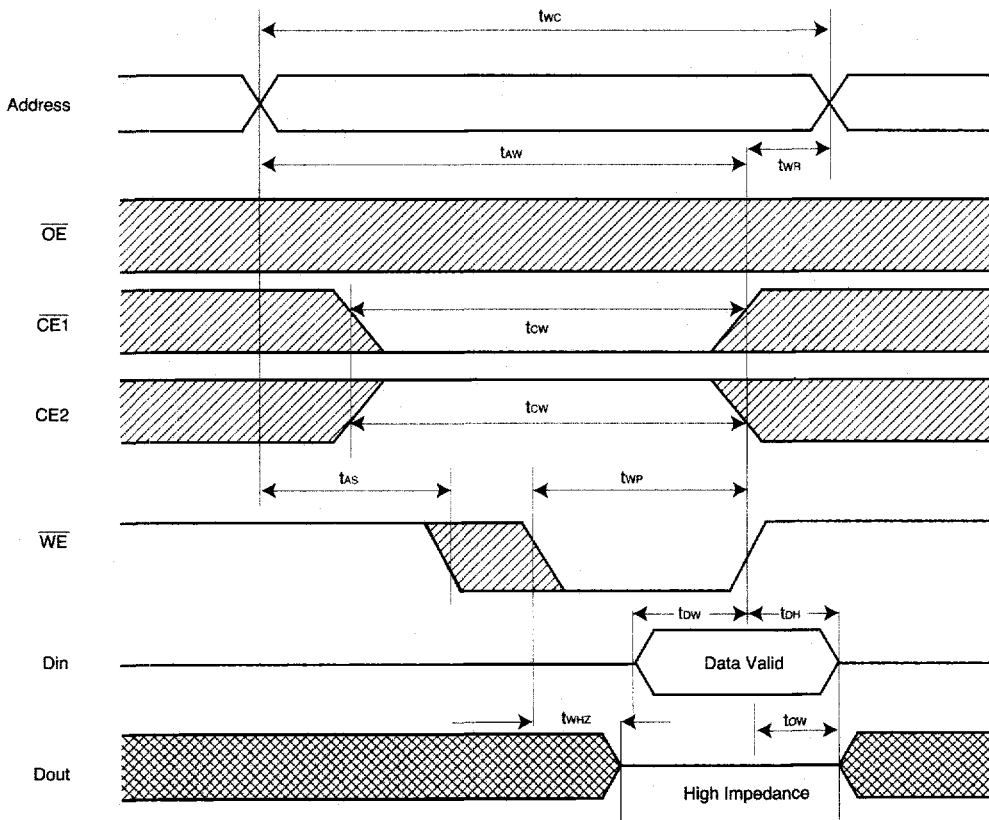 tWC
Address
tAW
tWR
OE
CE1
tCW
CE2
tCW
tAS
tWP
WE
tDW
tDH
Din
Data Valid
tWHZ
tOW
Dout
High Impedance